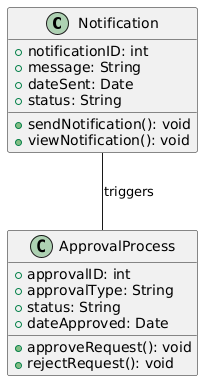 C Notification
notificationID: int
message: String
dateSent: Date
status: String
sendNotification(): void
viewNotification(): void
triggers
C ApprovalProcess
approvalID: int
approvalType: String
status: String
dateApproved: Date
approveRequest(): void
rejectRequest(): void